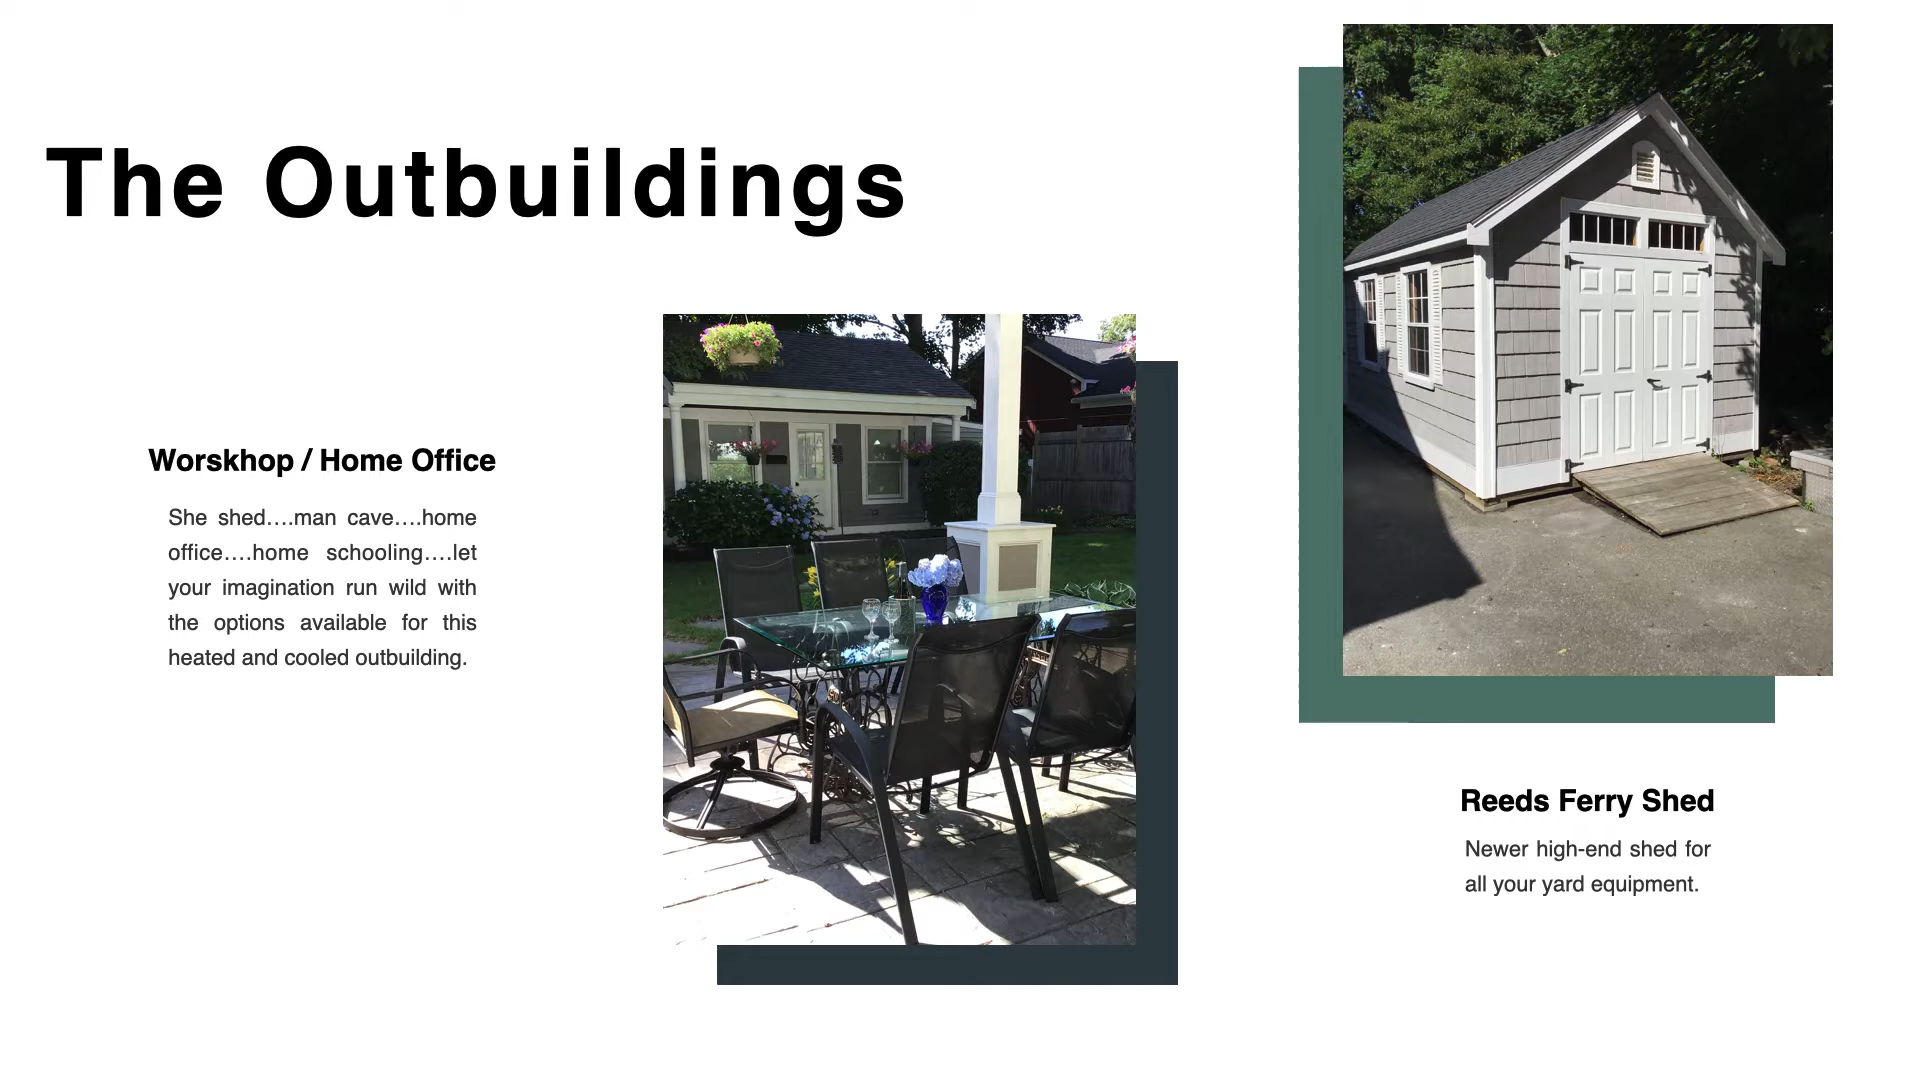 The Outbuildings
Worskhop / Home Office
She shed....man cave....home
office....home schooling....let
your imagination run wild with
the options available for this
heated and cooled outbuilding.
Reeds Ferry Shed
Newer high-end shed for
all your yard equipment.